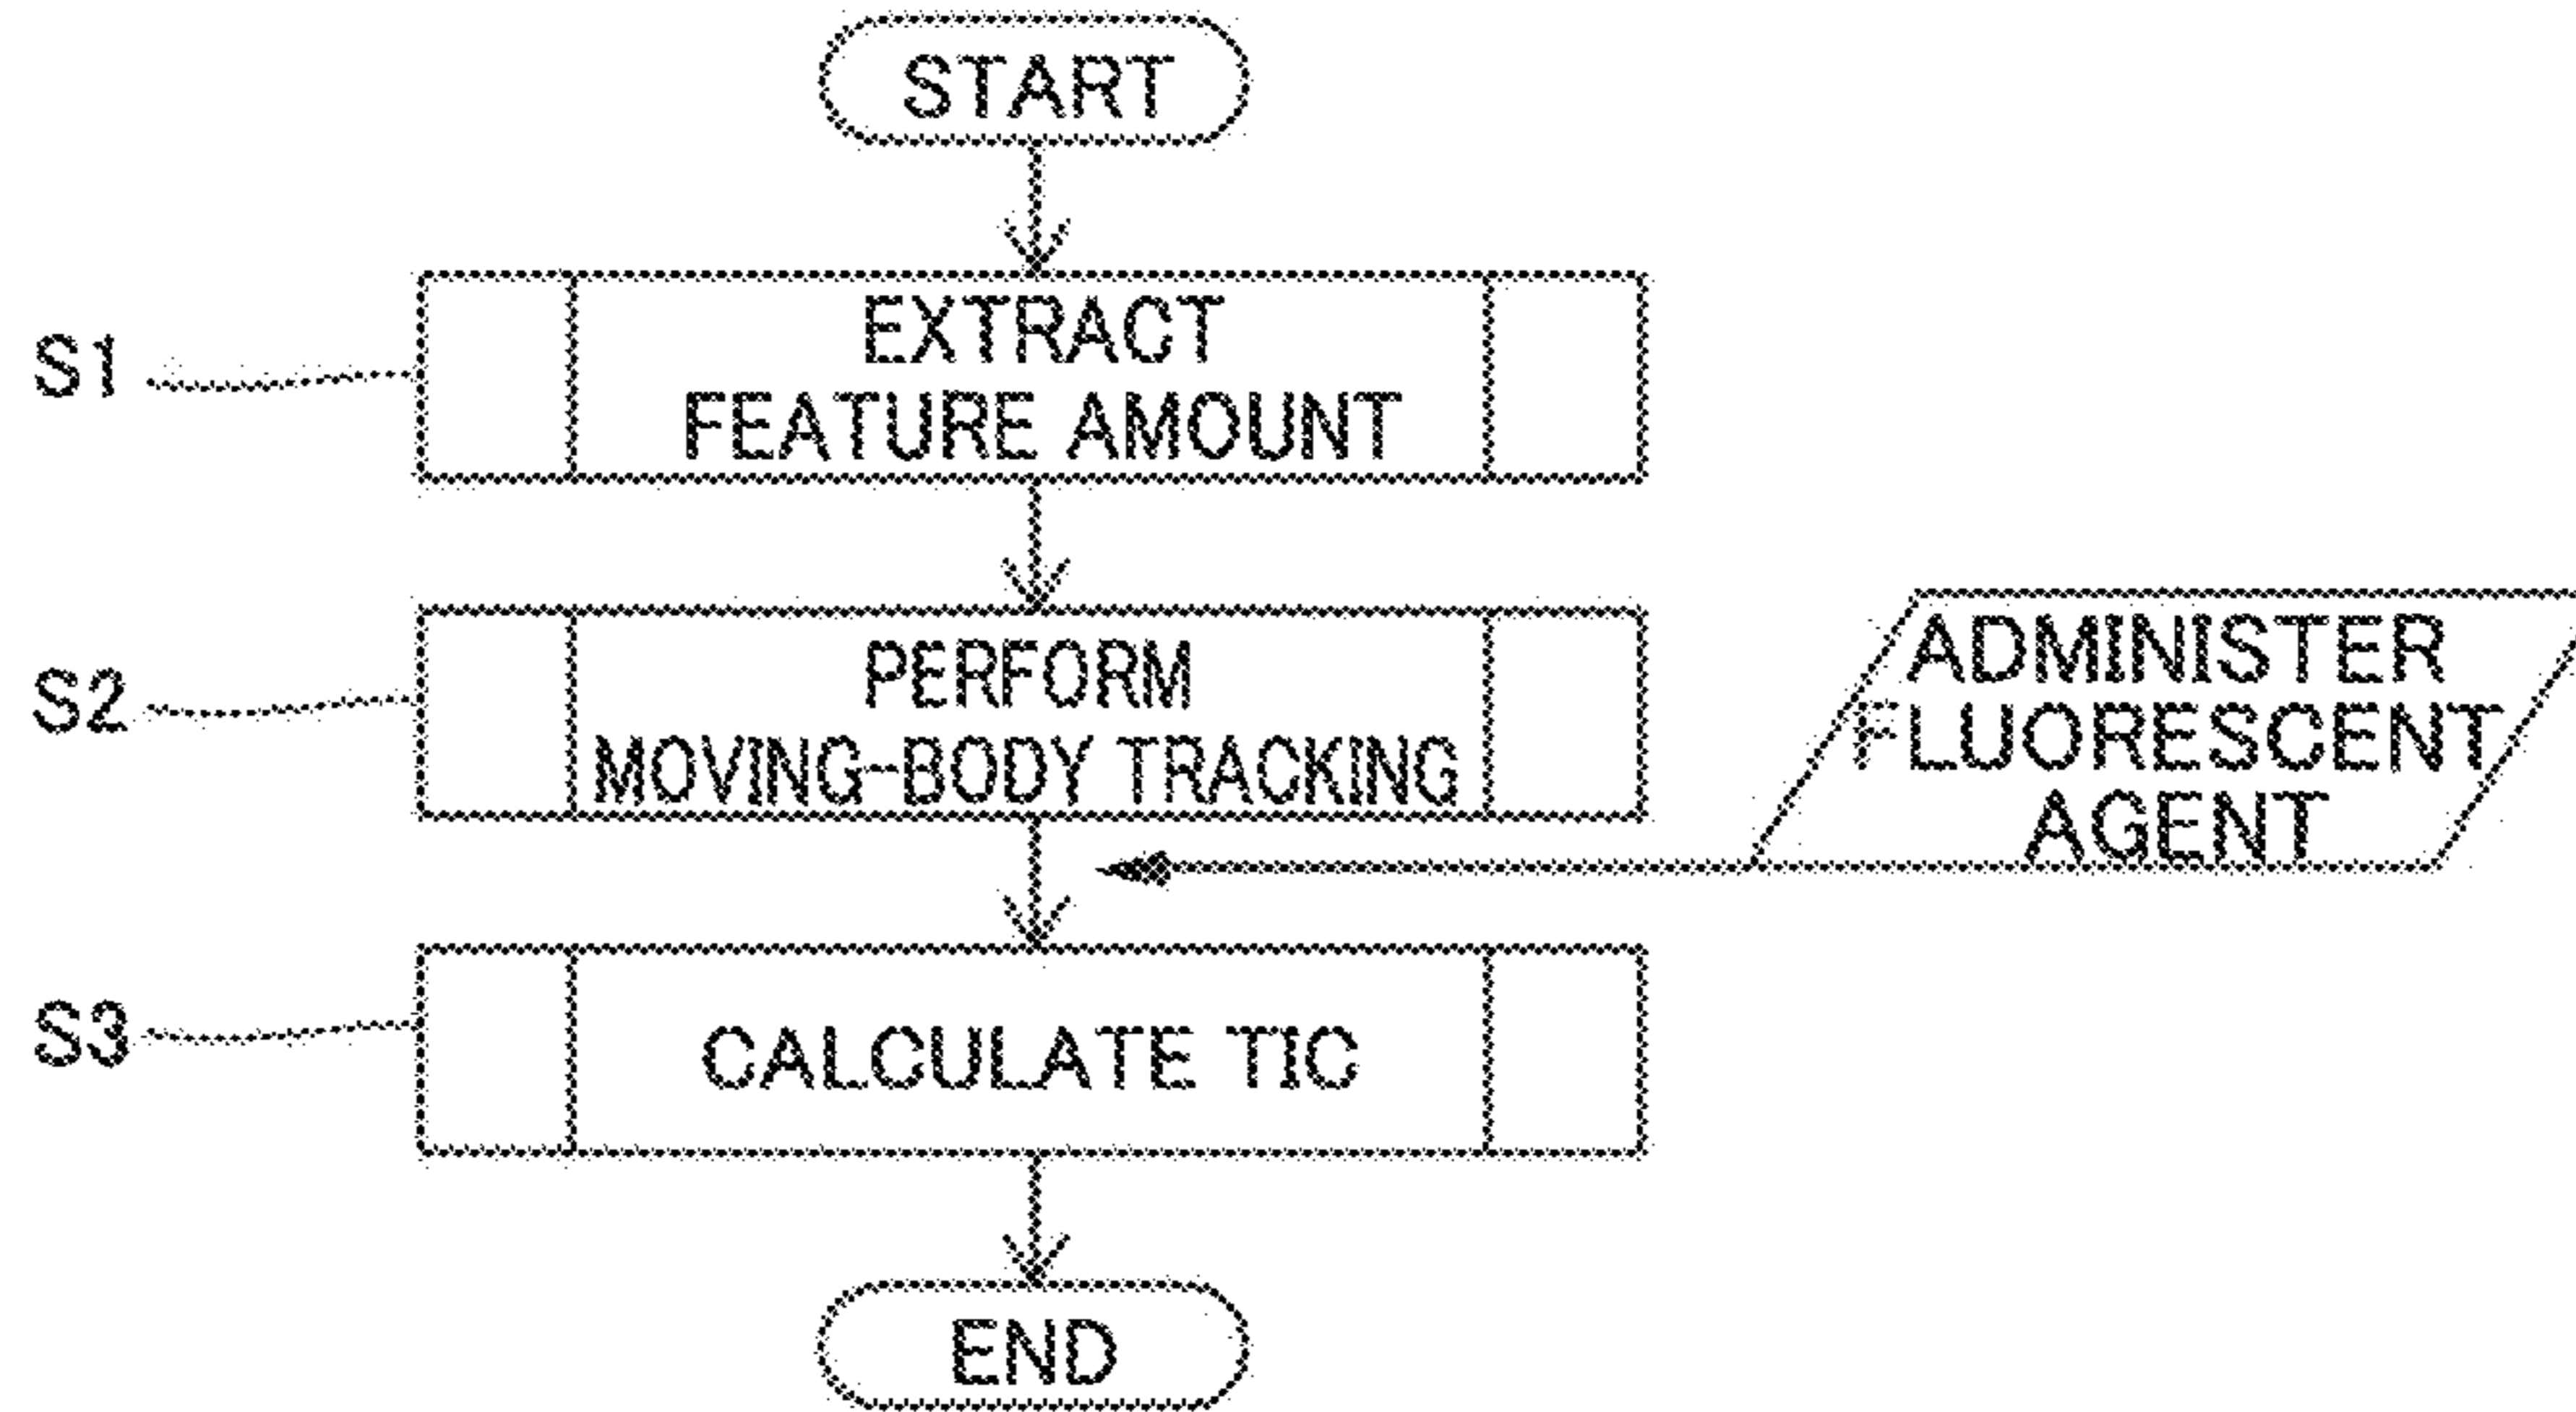 START
S1
EXTRACT
FEATURE AMOUNT
S2
PERFORM
MOVING-BODY TRACKING
ADMINISTER
FLUORESCENT
AGENT
S3
CALCULATE TIC
END